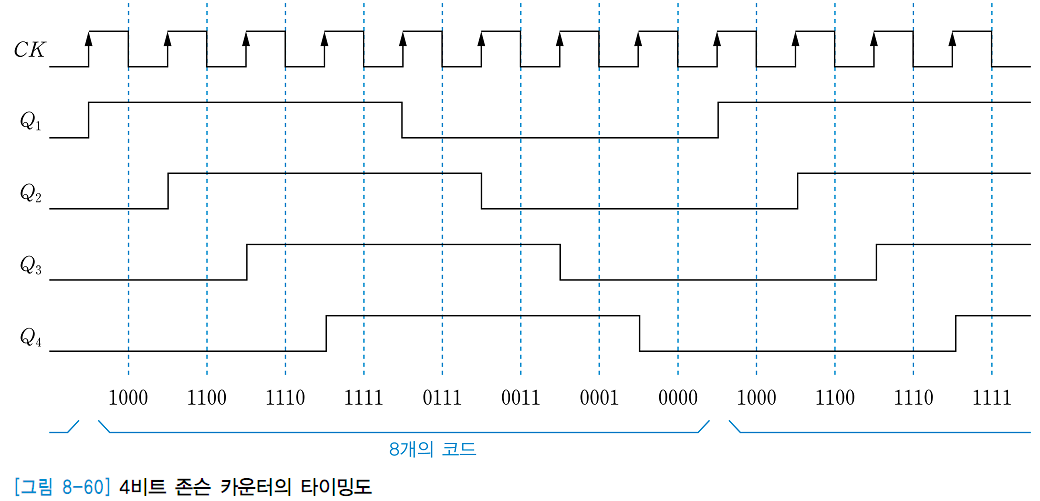 CK
Q₁
Q₂
Q₃
Q₄
1000 1100 1110 1111 0111 0011 0001 0000 1000 1100 1110 1111
8개의 코드
[그림 8-60] 4비트 존슨 카운터의 타이밍도